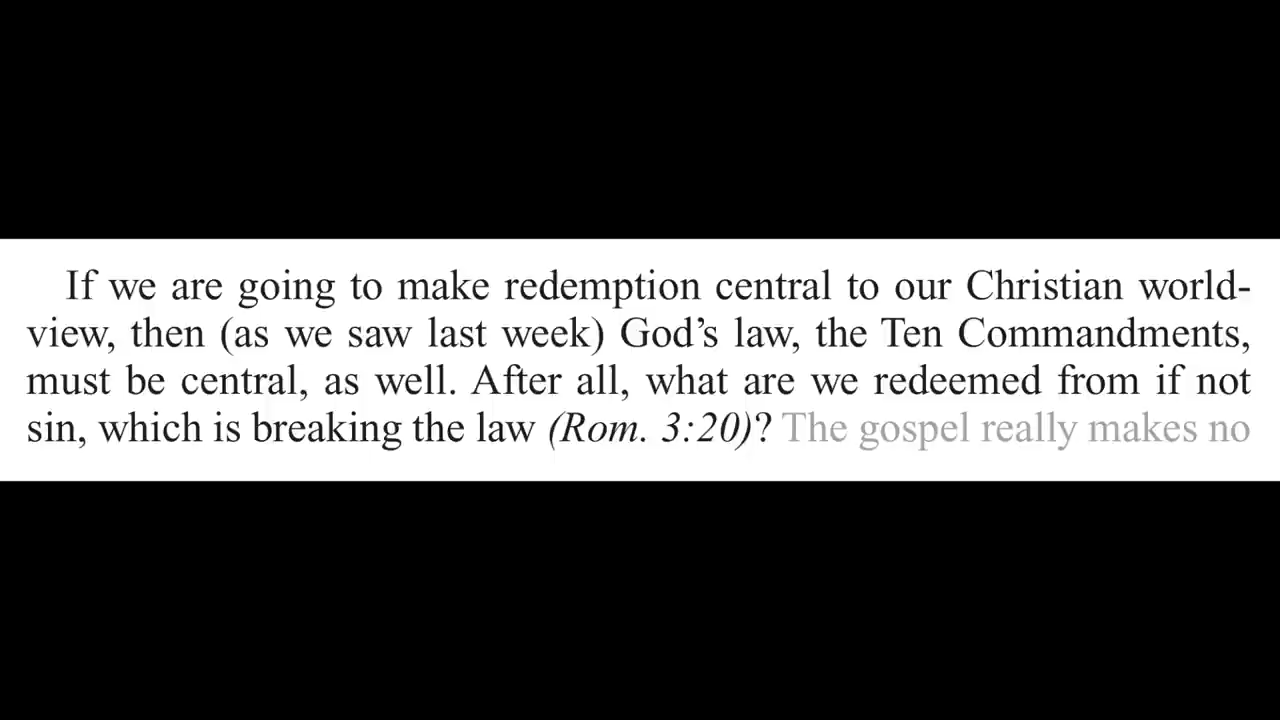 If we are going to make redemption central to our Christian world-
view, then (as we saw last week) God’s law, the Ten Commandments,
must be central, as well. After all, what are we redeemed from if not
sin, which is breaking the law (Rom. 3:20)? The gospel really makes no